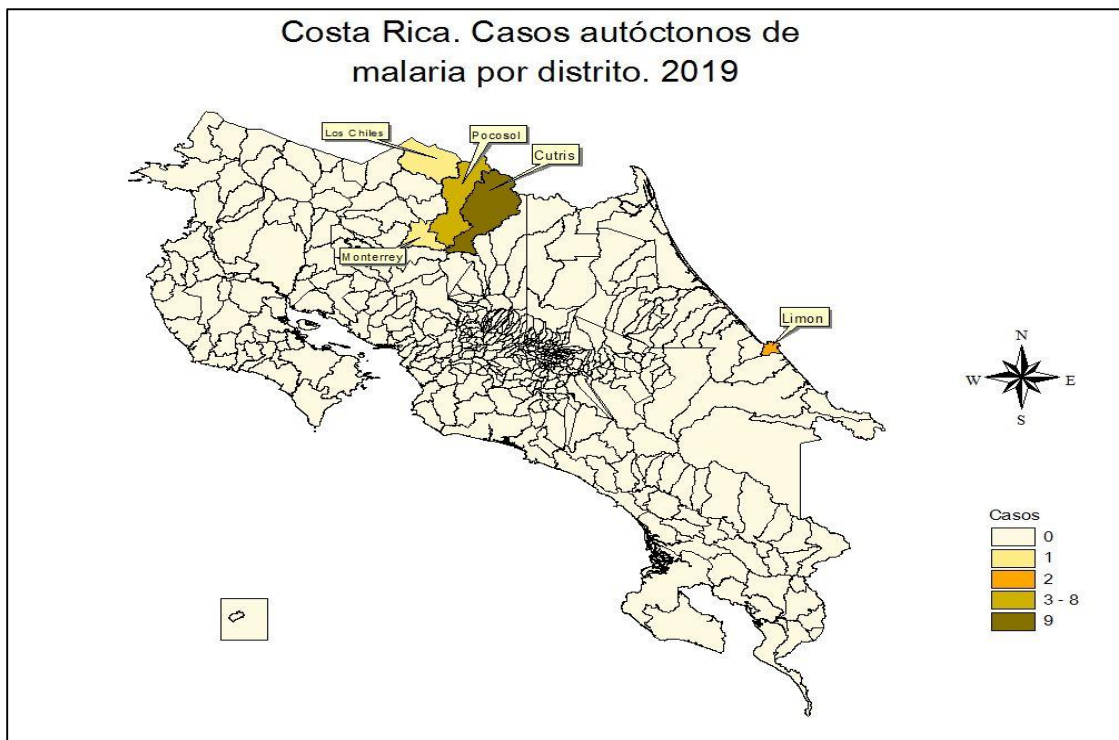 Costa Rica. Casos autóctonos de
malaria por distrito. 2019
Los Chiles
Pocosol
Cutris
Monterrey
Limon
N
W E
S
Casos
0
1
2
3 - 8
9